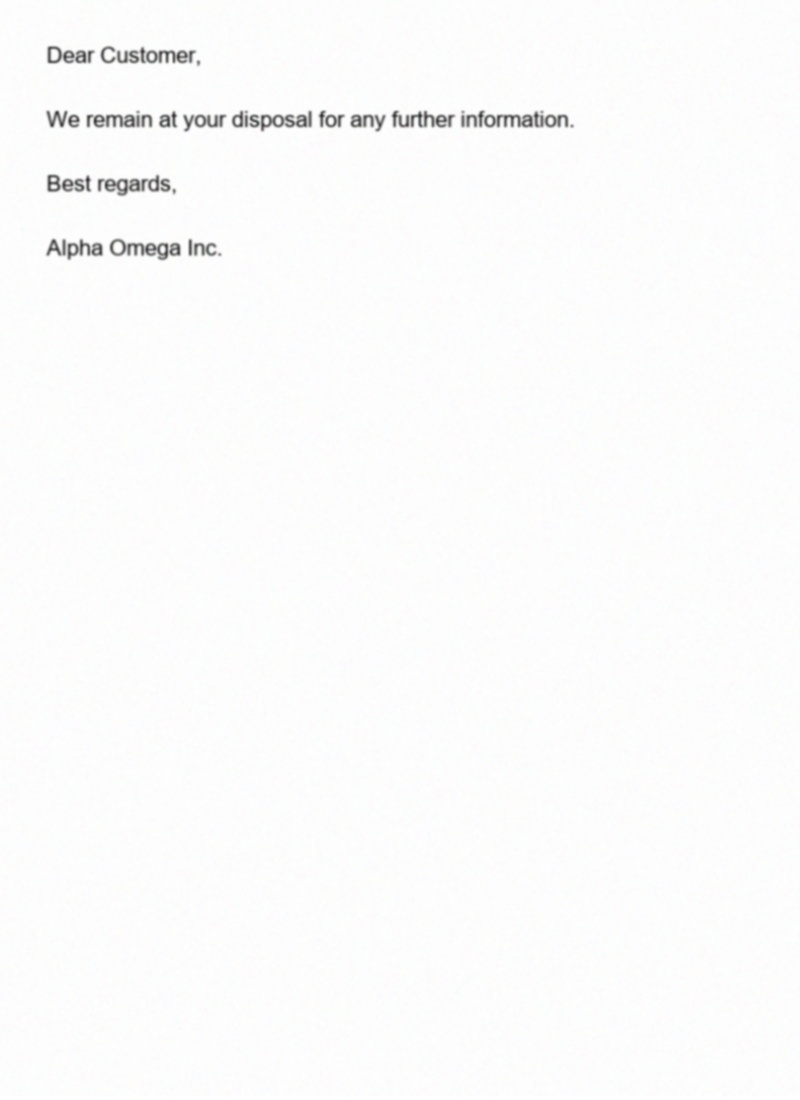 Dear Customer,
We remain at your disposal for any further information.
Best regards,
Alpha Omega Inc.